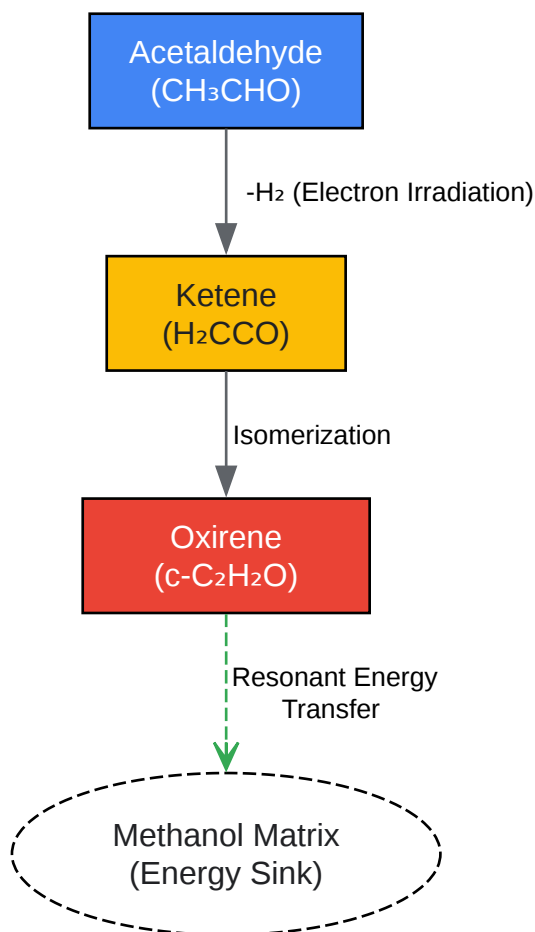 Acetaldehyde
(CH₃CHO)
-H₂ (Electron Irradiation)
Ketene
(H₂CCO)
Isomerization
Oxirene
(c-C₂H₂O)
Resonant Energy
Transfer
Methanol Matrix
(Energy Sink)